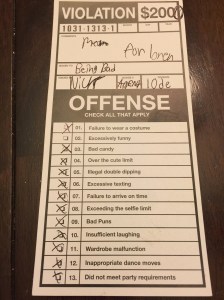 VIOLATION $2000
1031-1313-1
Being Bad
OFFENSE
CHECK ALL THAT APPLY
X 01. Failure to wear a costume
02. Excessively funny
X 03. Bad candy
X 04. Over the cute limit
X 05. Illegal double dipping
X 06. Excessive texting
X 07. Failure to arrive on time
X 08. Exceeding the selfie limit
X 09. Bad Puns
X 10. Insufficient laughing
X 11. Wardrobe malfunction
X 12. Inappropriate dance moves
X 13. Did not meet party requirements